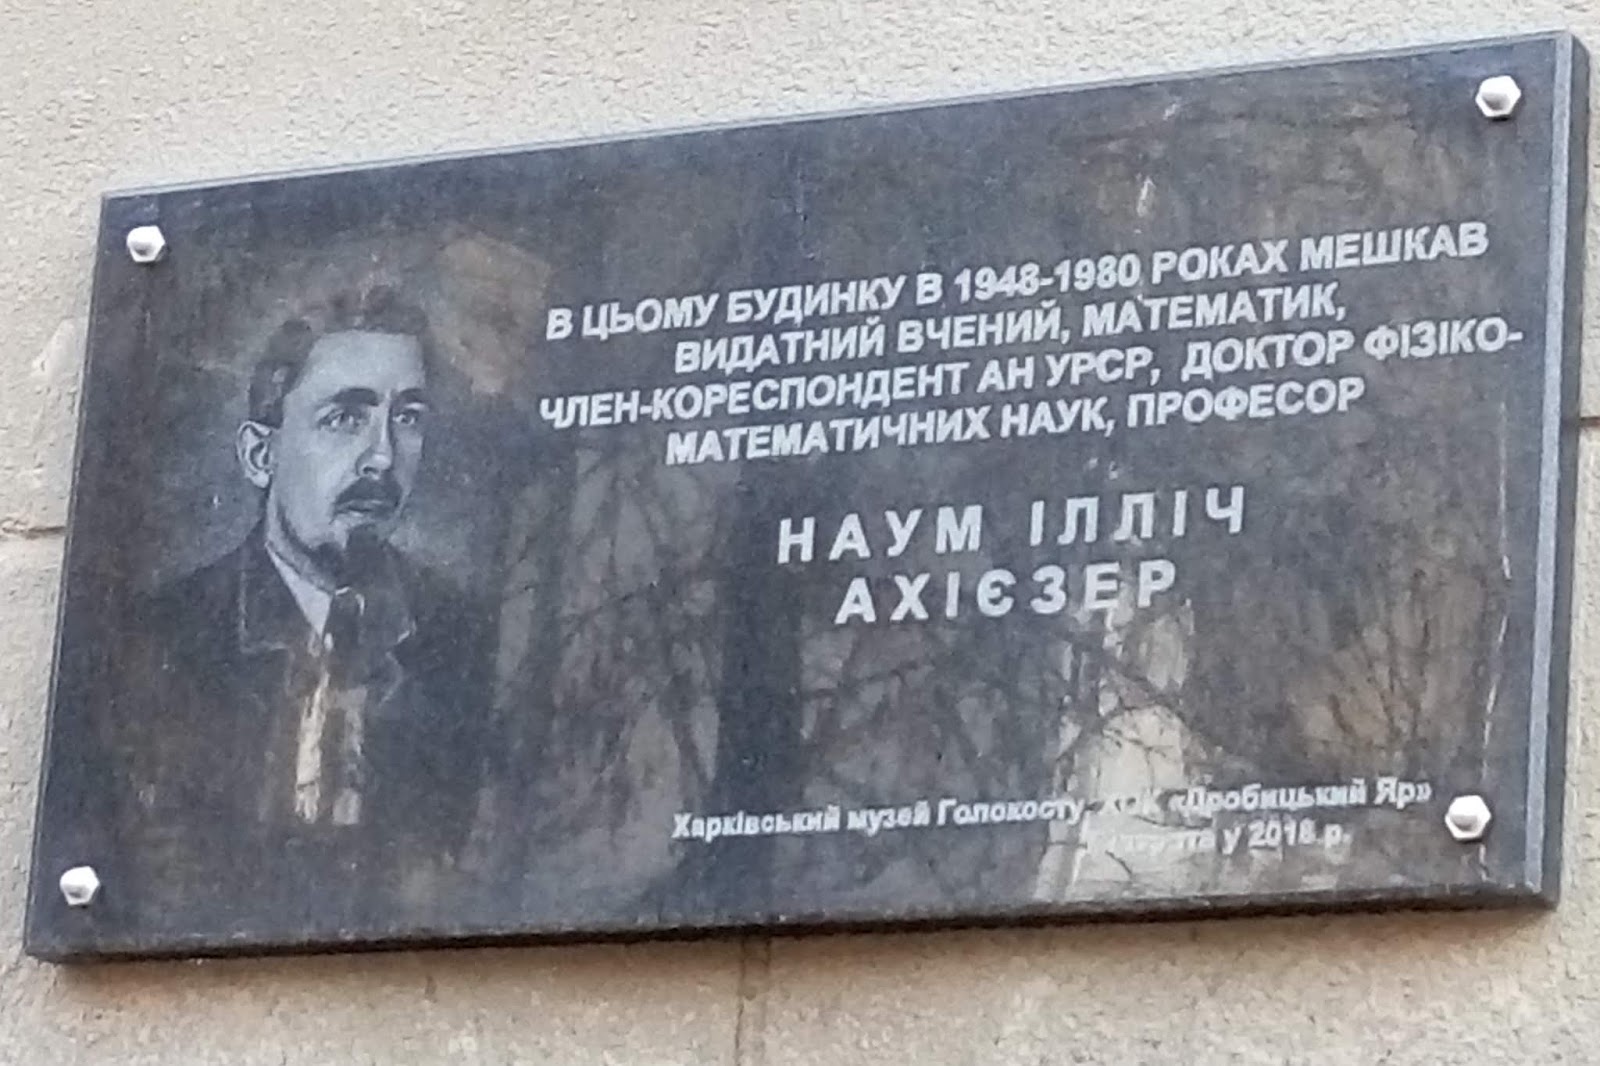 В ЦЬОМУ БУДИНКУ В 1948-1980 РОКАХ МЕШКАВ
ВИДАТНИЙ ВЧЕНИЙ, МАТЕМАТИК,
ЧЛЕН-КОРЕСПОНДЕНТ АН УРСР, ДОКТОР ФІЗІКО-
МАТЕМАТИЧНИХ НАУК, ПРОФЕСОР
НАУМ ІЛЛІЧ
АХІЄЗЕР
Харківський музей Голокосту «Дробицький Яр»
у 2018 р.